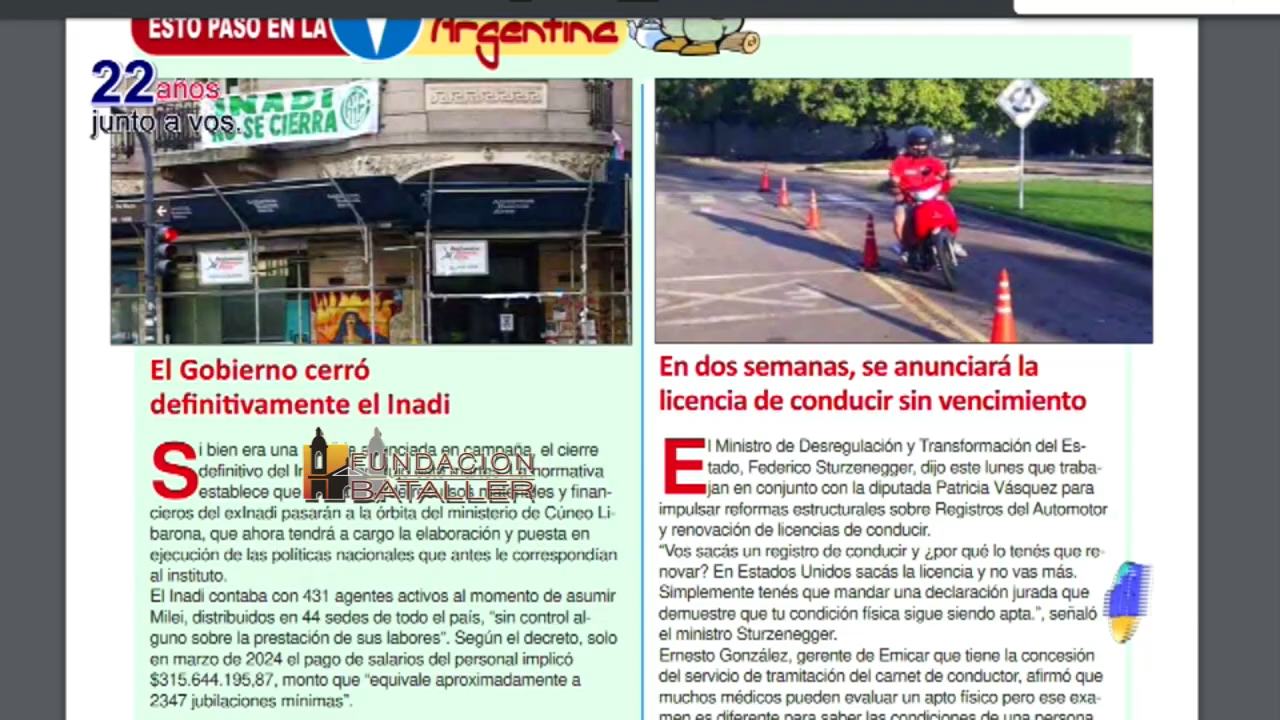 ESTO PASO EN LA
Argentina
22 años
junto a vos.
INADI
NO SE CIERRA
El Gobierno cerró
definitivamente el Inadi
Si bien era una anunciada en campaña, el cierre
definitivo del normativa
establece que y finan-
cieros del exInadi pasarán a la órbita del ministerio de Cúneo Li-
barona, que ahora tendrá a cargo la elaboración y puesta en
ejecución de las políticas nacionales que antes le correspondían
al instituto.
El Inadi contaba con 431 agentes activos al momento de asumir
Milei, distribuidos en 44 sedes de todo el país, “sin control al-
guno sobre la prestación de sus labores”. Según el decreto, solo
en marzo de 2024 el pago de salarios del personal implicó
$315.644.195,87, monto que “equivale aproximadamente a
2347 jubilaciones mínimas”.
FUNDACION
BATALLER
En dos semanas, se anunciará la
licencia de conducir sin vencimiento
El Ministro de Desregulación y Transformación del Es-
tado, Federico Sturzenegger, dijo este lunes que traba-
jan en conjunto con la diputada Patricia Vásquez para
impulsar reformas estructurales sobre Registros del Automotor
y renovación de licencias de conducir.
“Vos sacás un registro de conducir y ¿por qué lo tenés que re-
novar? En Estados Unidos sacás la licencia y no vas más.
Simplemente tenés que mandar una declaración jurada que
demuestre que tu condición física sigue siendo apta.”, señaló
el ministro Sturzenegger.
Ernesto González, gerente de Emicar que tiene la concesión
del servicio de tramitación del carnet de conductor, afirmó que
muchos médicos pueden evaluar un apto físico pero ese exa-
men es diferente para saber las condiciones de una persona